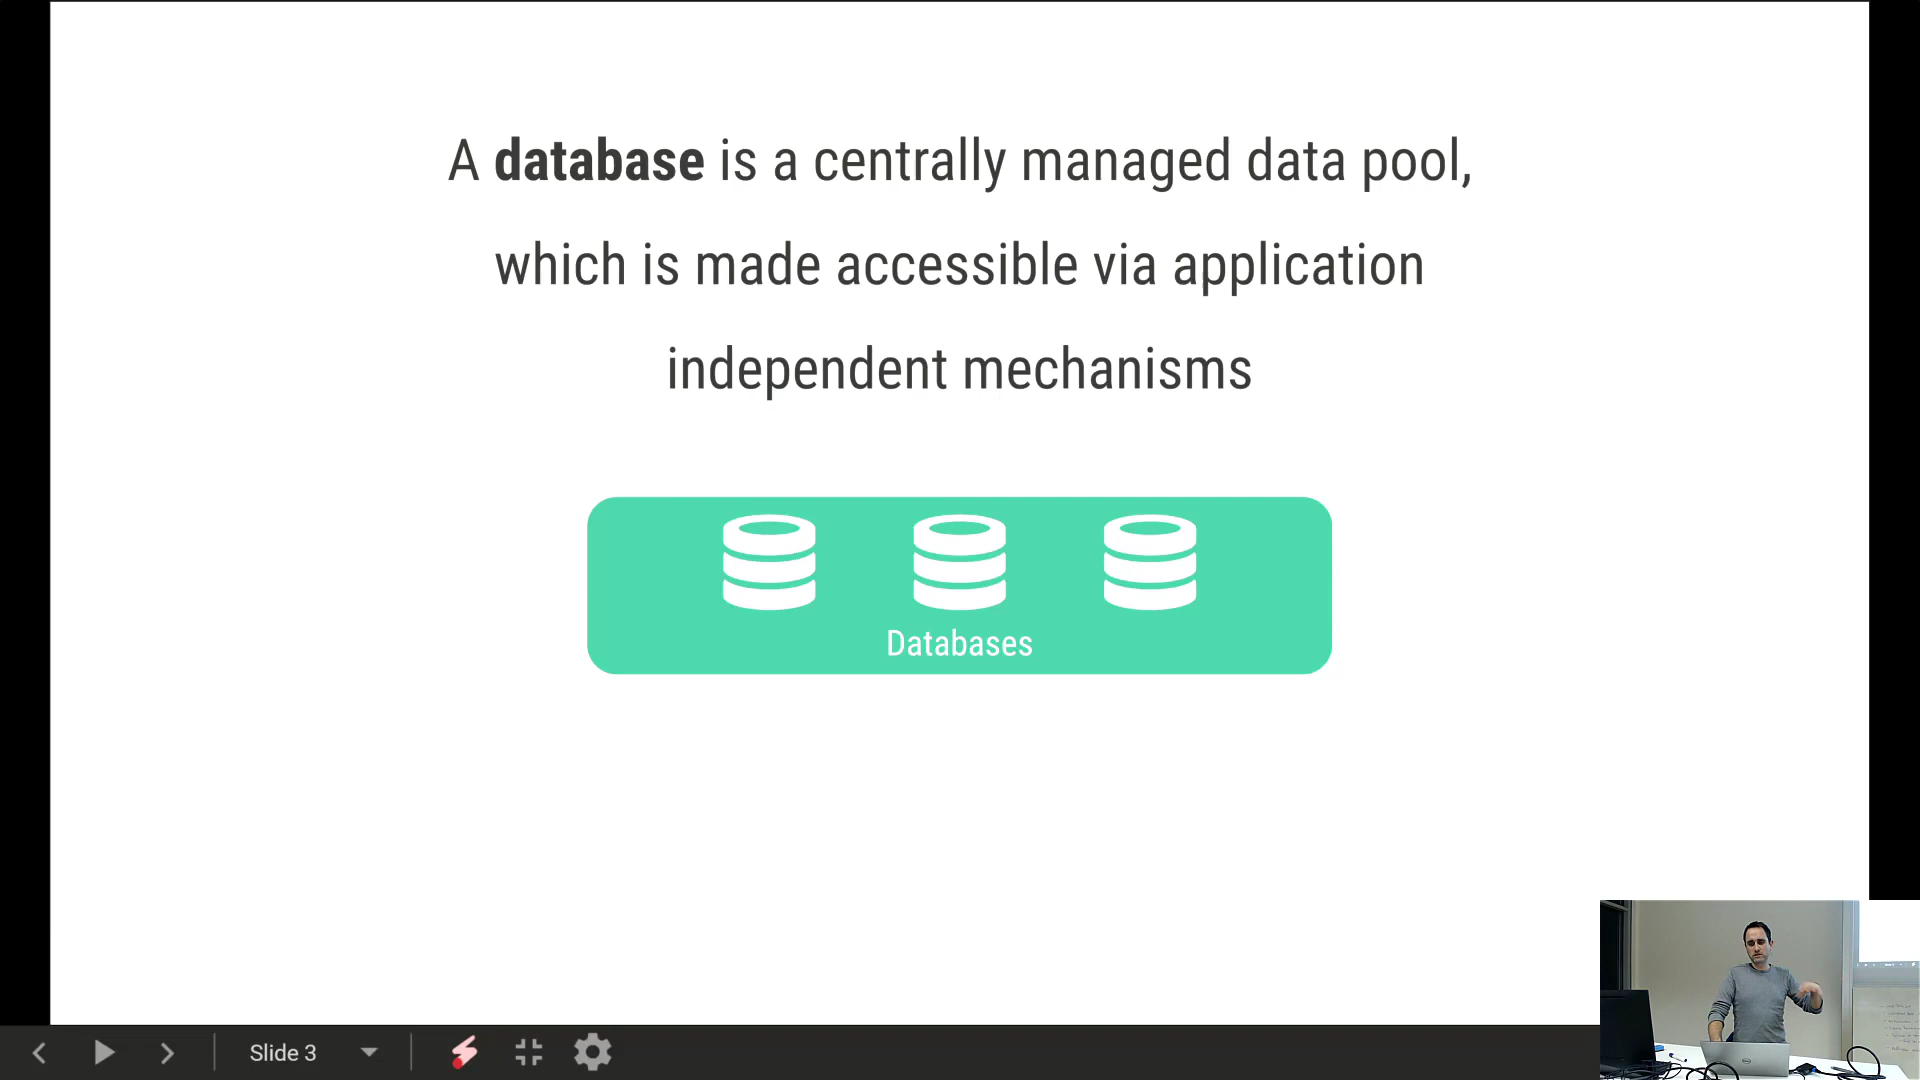 A database is a centrally managed data pool,
which is made accessible via application
independent mechanisms
Databases
Slide 3